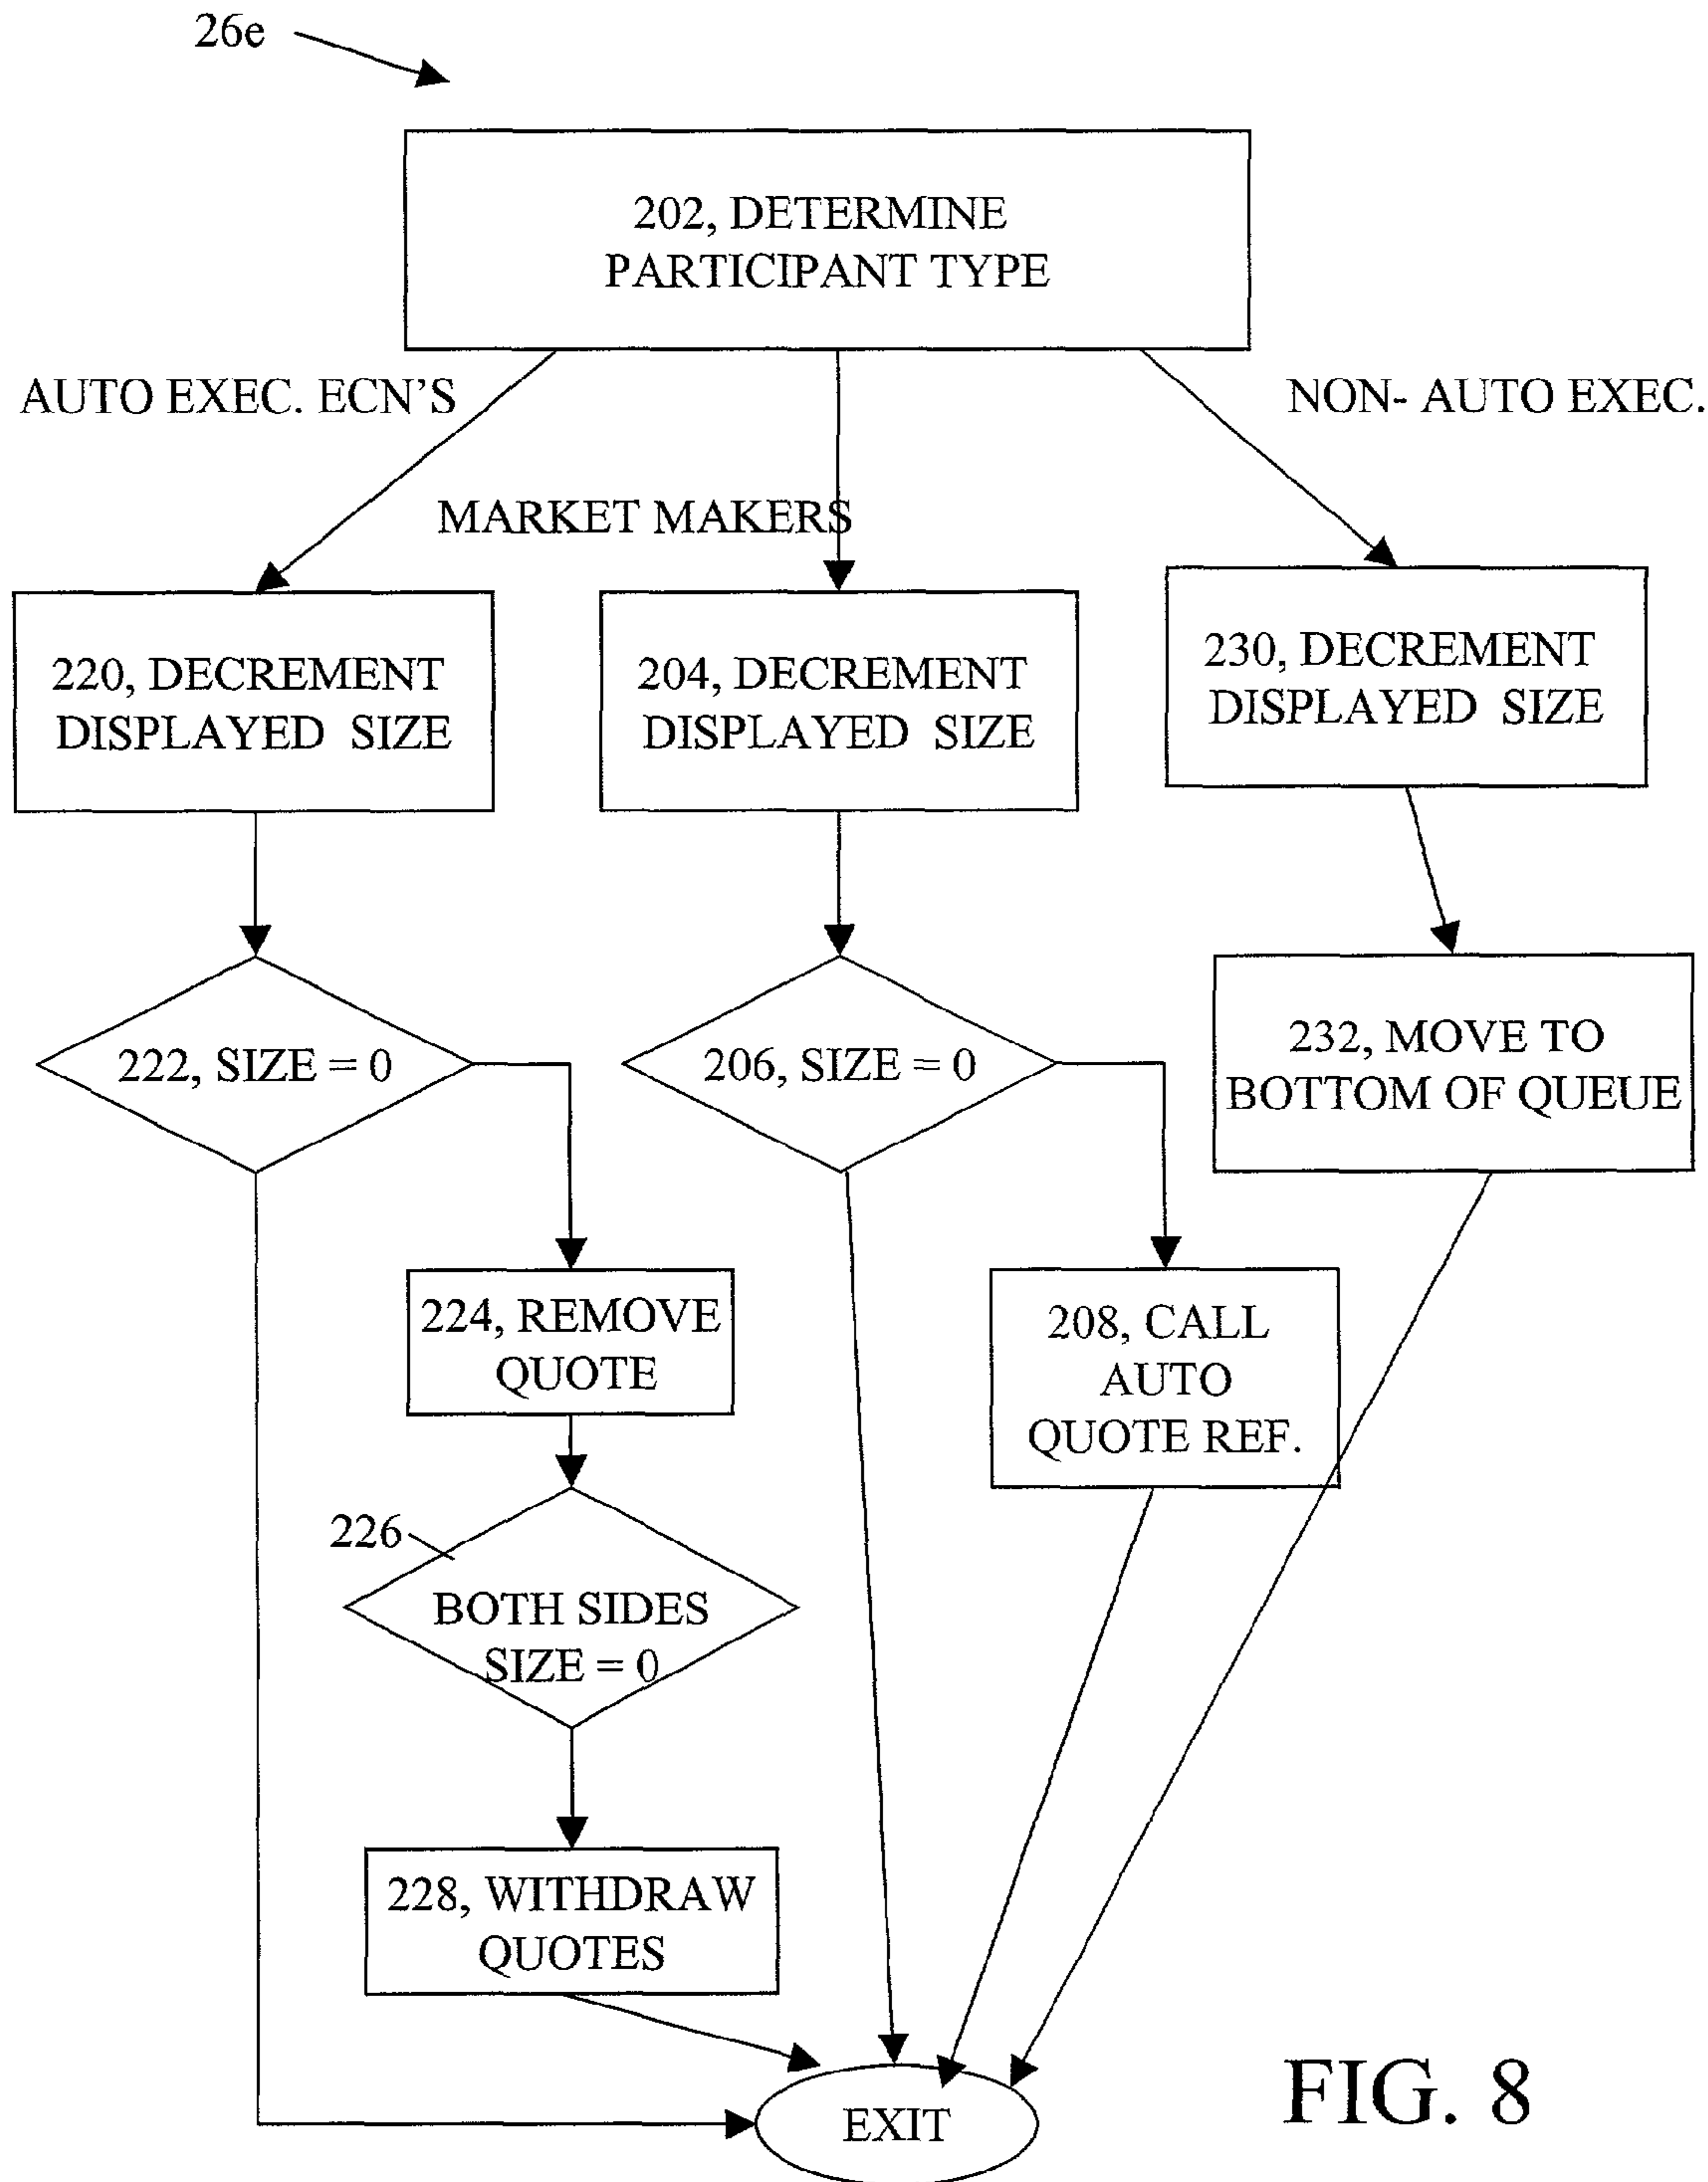 26e
202, DETERMINE
PARTICIPANT TYPE
AUTO EXEC. ECN'S
NON- AUTO EXEC.
MARKET MAKERS
220, DECREMENT
DISPLAYED SIZE
204, DECREMENT
DISPLAYED SIZE
230, DECREMENT
DISPLAYED SIZE
222, SIZE = 0
206, SIZE = 0
232, MOVE TO
BOTTOM OF QUEUE
224, REMOVE
QUOTE
208, CALL
AUTO
QUOTE REF.
226
BOTH SIDES
SIZE = 0
228, WITHDRAW
QUOTES
EXIT
FIG. 8